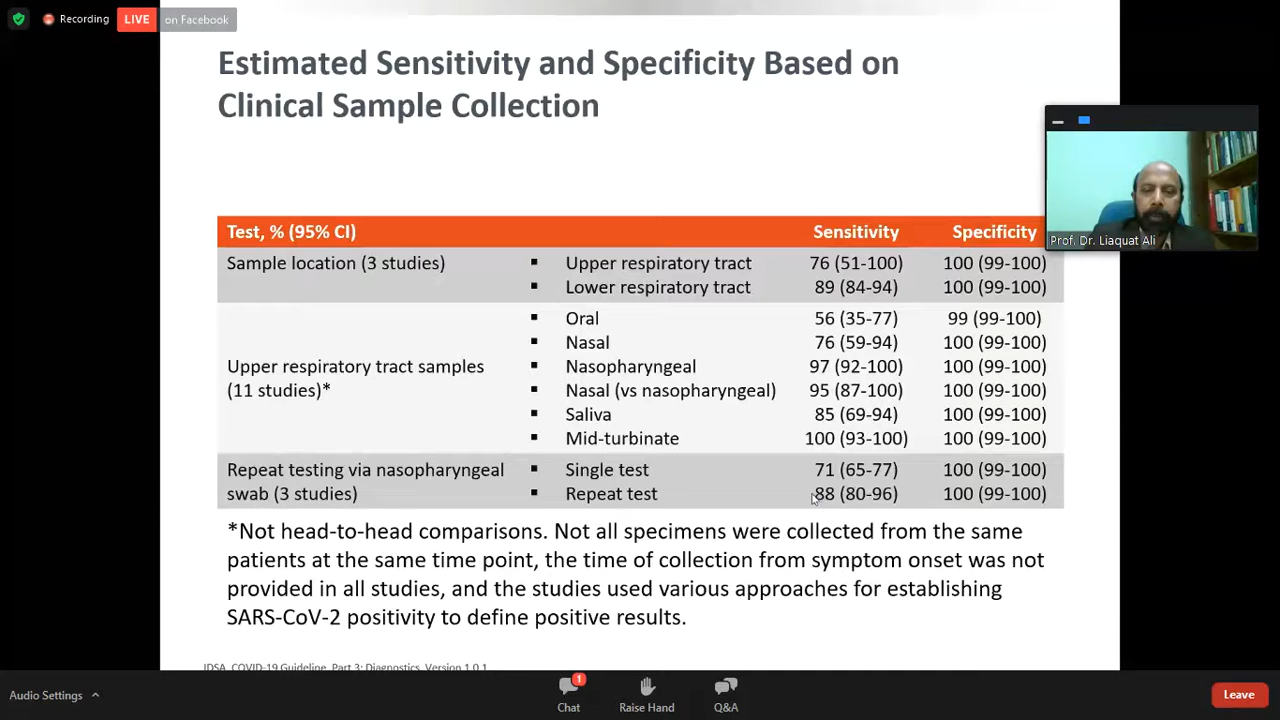 Recording LIVE on Facebook
Estimated Sensitivity and Specificity Based on
Clinical Sample Collection
Prof. Dr. Liaquat Ali
Test, % (95% CI) Sensitivity Specificity
Sample location (3 studies) ▪ Upper respiratory tract 76 (51-100) 100 (99-100)
▪ Lower respiratory tract 89 (84-94) 100 (99-100)
▪ Oral 56 (35-77) 99 (99-100)
▪ Nasal 76 (59-94) 100 (99-100)
Upper respiratory tract samples ▪ Nasopharyngeal 97 (92-100) 100 (99-100)
(11 studies)* ▪ Nasal (vs nasopharyngeal) 95 (87-100) 100 (99-100)
▪ Saliva 85 (69-94) 100 (99-100)
▪ Mid-turbinate 100 (93-100) 100 (99-100)
Repeat testing via nasopharyngeal ▪ Single test 71 (65-77) 100 (99-100)
swab (3 studies) ▪ Repeat test 88 (80-96) 100 (99-100)
*Not head-to-head comparisons. Not all specimens were collected from the same
patients at the same time point, the time of collection from symptom onset was not
provided in all studies, and the studies used various approaches for establishing
SARS-CoV-2 positivity to define positive results.
IDSA. COVID-19 Guideline, Part 3: Diagnostics. Version 1.0.1
Audio Settings 1 Chat Raise Hand Q&A Leave